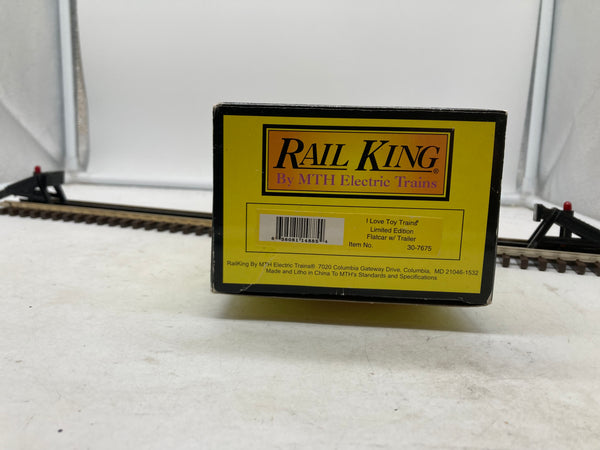 RAIL KING®
By MTH Electric Trains
I Love Toy Trains®
Limited Edition
Flatcar w/ Trailer
Item No. 30-7675
RailKing By MTH Electric Trains® 7020 Columbia Gateway Drive, Columbia, MD 21046-1532
Made and Litho in China To MTH's Standards and Specifications